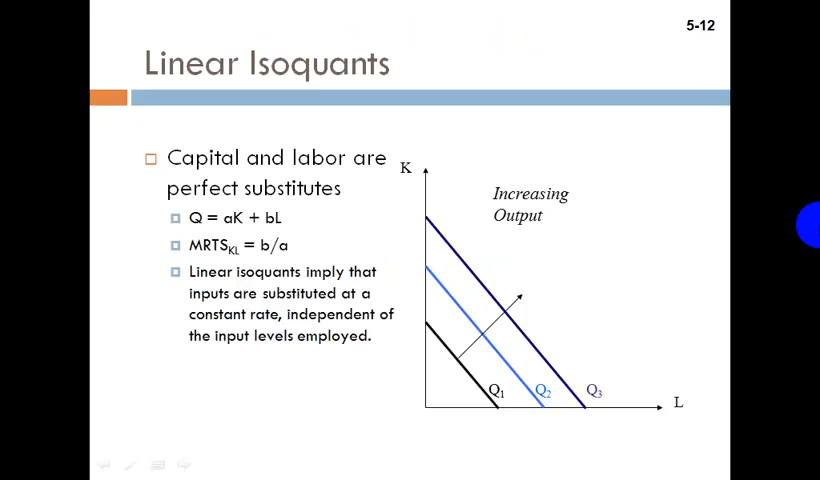 5-12
Linear Isoquants
Capital and labor are
perfect substitutes
Q = aK + bL
MRTSKL = b/a
Linear isoquants imply that
inputs are substituted at a
constant rate, independent of
the input levels employed.
K
Increasing
Output
Q1
Q2
Q3
L